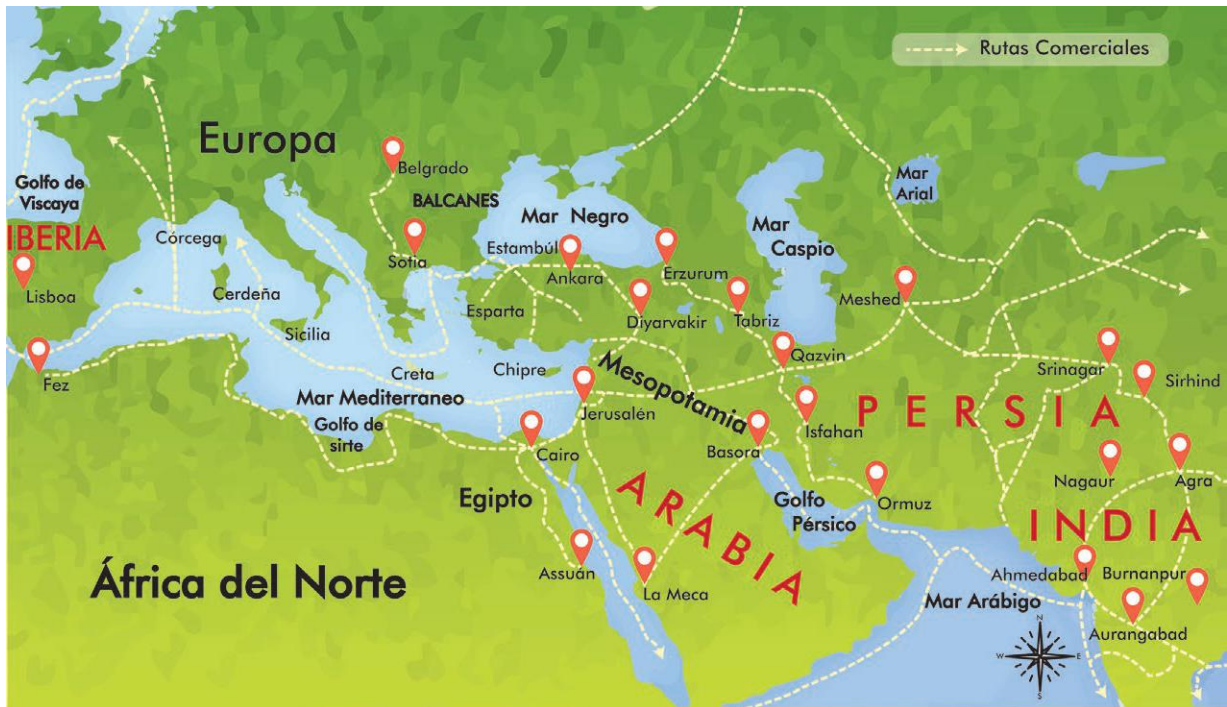 Rutas Comerciales
Europa
Belgrado
Golfo de
Viscaya
BALCANES
Mar
Arial
IBERIA
Córcega
Mar Negro
Mar
Caspio
Sofia
Estambúl
Ankara
Erzurum
Lisboa
Cerdeña
Esparta
Diyarvakir
Tabriz
Meshed
Sicilia
Qazvin
Fez
Creta
Chipre
Mesopotamia
Srinagar
Sirhind
Mar Mediterraneo
Golfo de
sirte
Jerusalén
PERSIA
Isfahan
Cairo
Basora
Nagaur
Agra
Egipto
ARABIA
Golfo
Pérsico
Ormuz
INDIA
África del Norte
Assuán
La Meca
Ahmedabad
Burnanpur
Mar Arábigo
Aurangabad
N
W
E
S